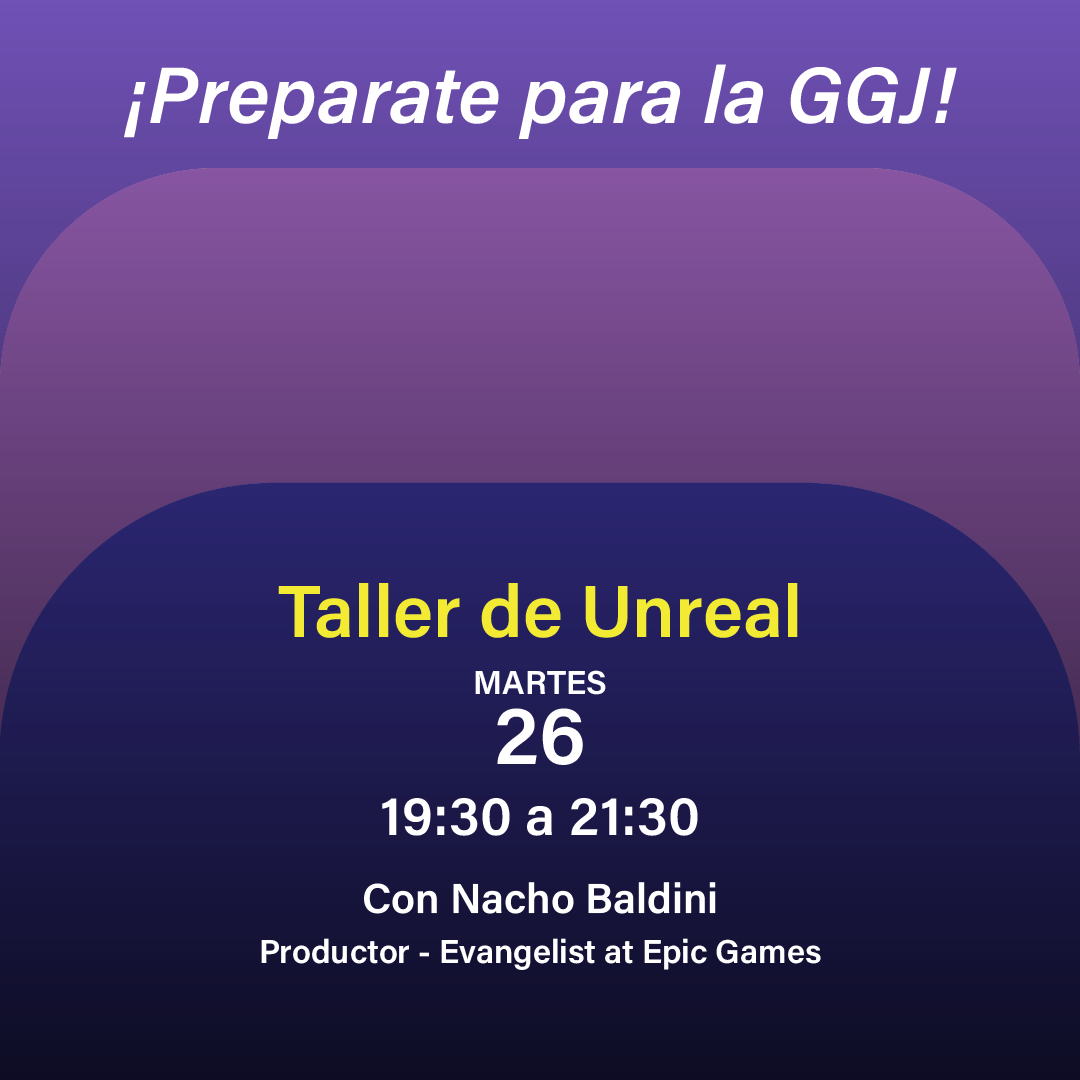 ¡Preparate para la GGJ!
Taller de Unreal
MARTES
26
19:30 a 21:30
Con Nacho Baldini
Productor - Evangelist at Epic Games